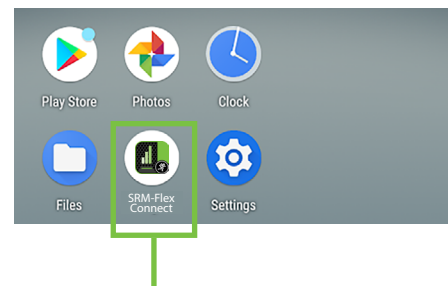 Play Store
Photos
Clock
Files
SRM-Flex
Connect
Settings